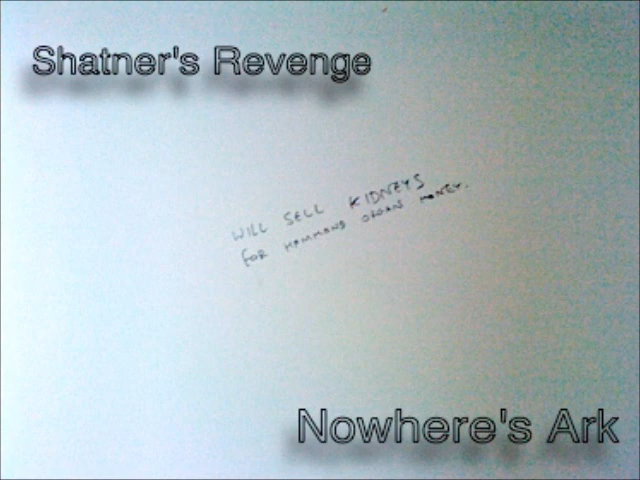 Shatner's Revenge
WILL SELL KIDNEYS
FOR HAMMOND ORGAN MONEY.
Nowhere's Ark